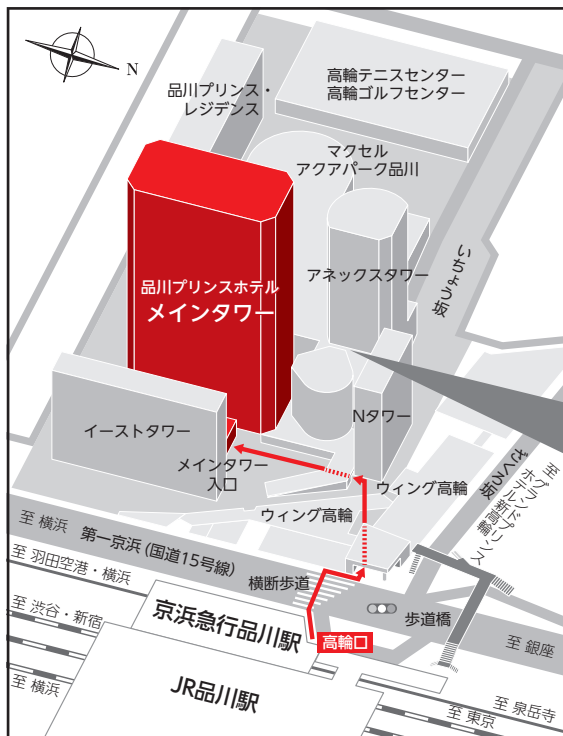 N
高輪テニスセンター
高輪ゴルフセンター
品川プリンス・
レジデンス
マクセル
アクアパーク品川
いちょう坂
アネックスタワー
品川プリンスホテル
メインタワー
Nタワー
イーストタワー
メインタワー
入口
ウィング高輪
ウィング高輪
ざくろ坂
至 グランドプリンス
ホテル新高輪
至 横浜
第一京浜 (国道15号線)
至 羽田空港・横浜
横断歩道
歩道橋
至 渋谷・新宿
京浜急行品川駅
高輪口
至 銀座
至 横浜
JR品川駅
至 泉岳寺
至 東京